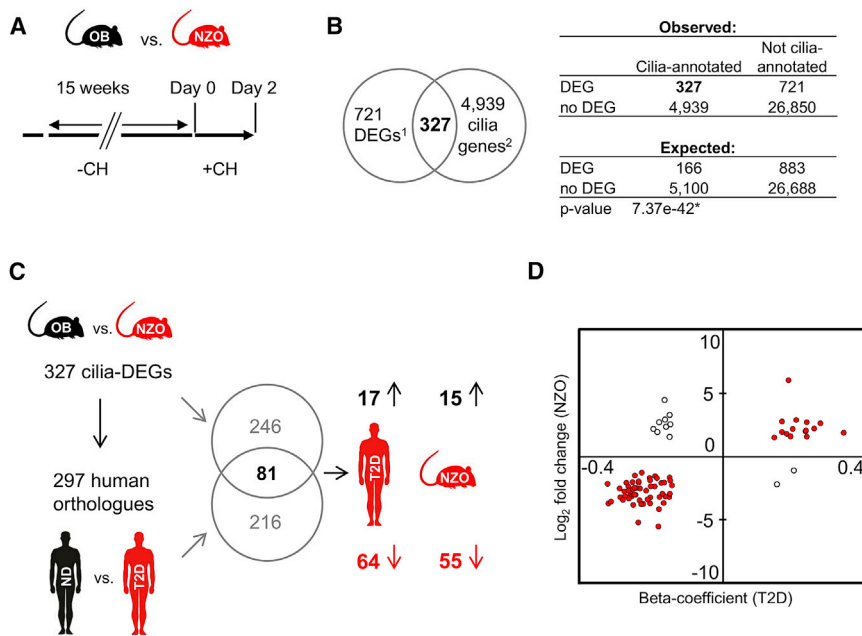 A
OB vs. NZO
15 weeks Day 0 Day 2
-CH +CH
B
721 DEGs¹
327
4,939 cilia genes²
Observed:
Cilia-annotated Not cilia-annotated
DEG 327 721
no DEG 4,939 26,850
Expected:
DEG 166 883
no DEG 5,100 26,688
p-value 7.37e-42*
C
OB vs. NZO
327 cilia-DEGs
297 human
orthologues
ND vs. T2D
246
81
216
17 15
T2D NZO
64 55
D
Log₂ fold change (NZO)
10
5
0
-0.4 0.4
-5
-10
Beta-coefficient (T2D)